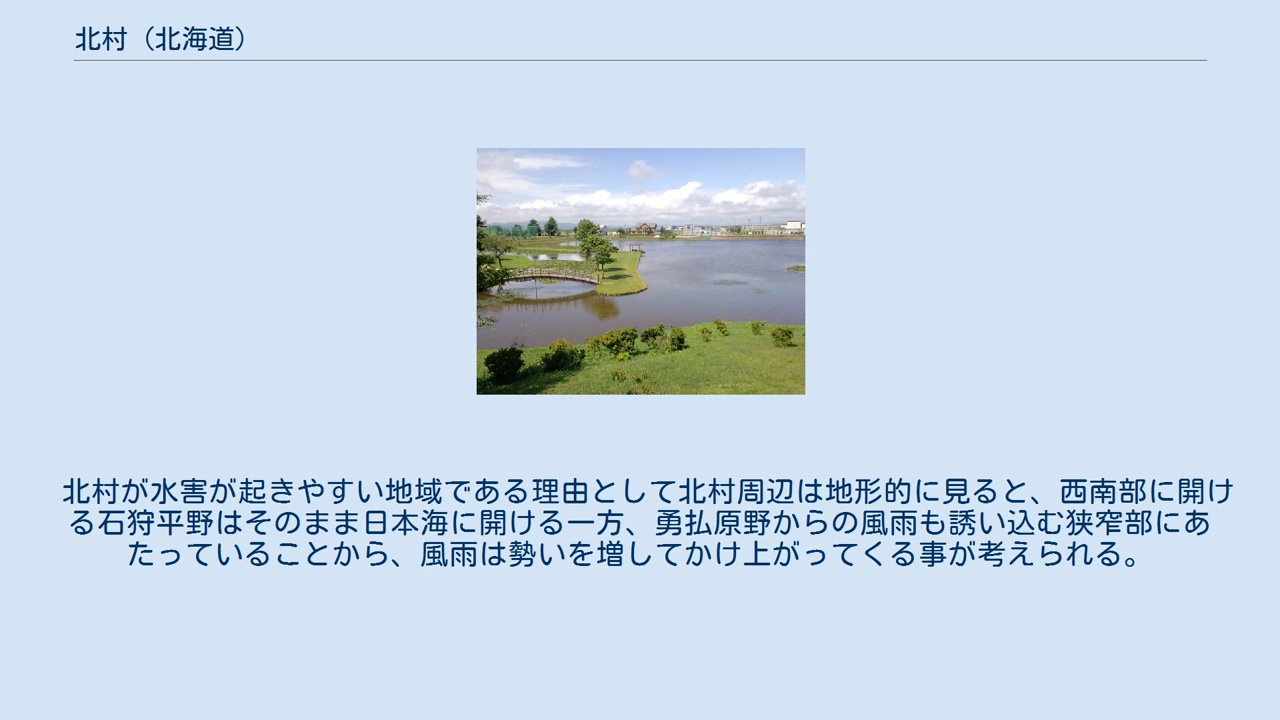 北村（北海道）
北村が水害が起きやすい地域である理由として北村周辺は地形的に見ると、西南部に開け
る石狩平野はそのまま日本海に開ける一方、勇払原野からの風雨も誘い込む狭窄部にあ
たっていることから、風雨は勢いを増してかけ上がってくる事が考えられる。